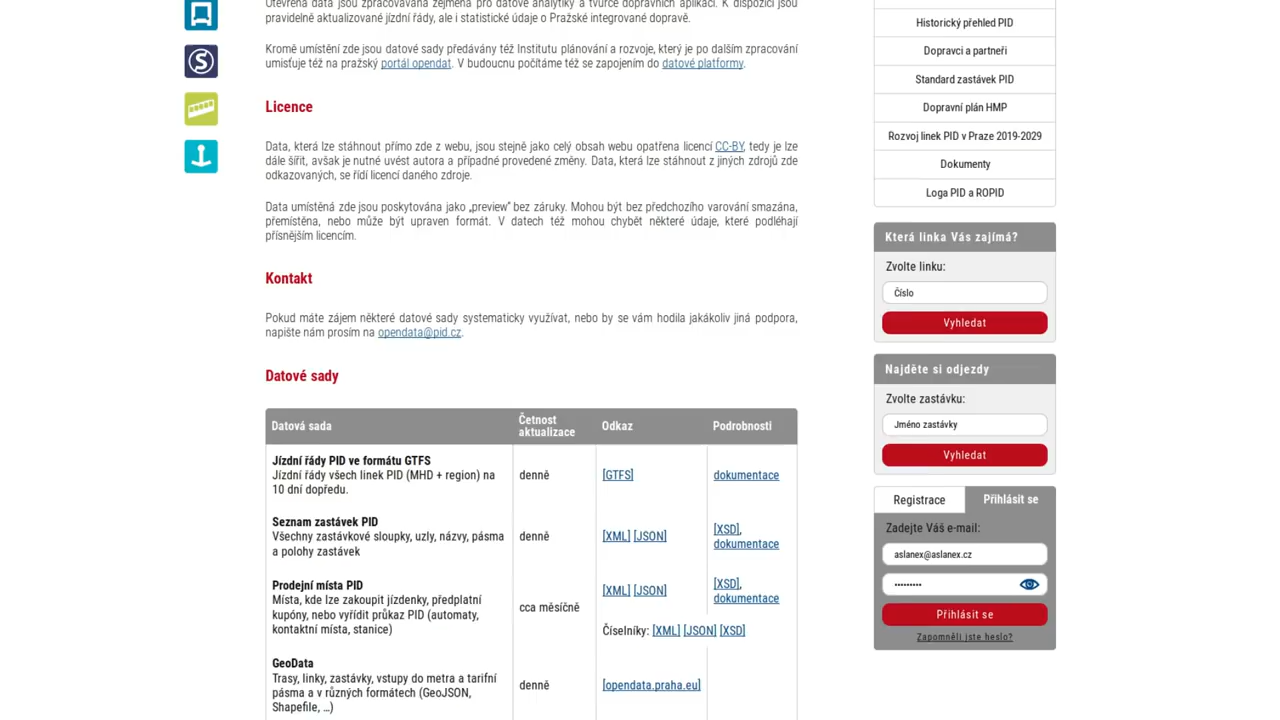 Otevřená data jsou zpracovávána zejména pro datové analytiky a tvůrce dopravních aplikací. K dispozici jsou
pravidelně aktualizované jízdní řády, ale i statistické údaje o Pražské integrované dopravě.
Kromě umístění zde jsou datové sady předávány též Institutu plánování a rozvoje, který je po dalším zpracování
umisťuje též na pražský portál opendat. V budoucnu počítáme též se zapojením do datové platformy.
Licence
Data, která lze stáhnout přímo zde z webu, jsou stejně jako celý obsah webu opatřena licencí CC-BY, tedy je lze
dále šířit, avšak je nutné uvést autora a případné provedené změny. Data, která lze stáhnout z jiných zdrojů zde
odkazovaných, se řídí licencí daného zdroje.
Data umístěná zde jsou poskytována jako „preview" bez záruky. Mohou být bez předchozího varování smazána,
přemístěna, nebo může být upraven formát. V datech též mohou chybět některé údaje, které podléhají
přísnějším licencím.
Kontakt
Pokud máte zájem některé datové sady systematicky využívat, nebo by se vám hodila jakákoliv jiná podpora,
napište nám prosím na opendata@pid.cz.
Datové sady
Datová sada
Četnost
aktualizace
Odkaz
Podrobnosti
Jízdní řády PID ve formátu GTFS
Jízdní řády všech linek PID (MHD + region) na
10 dní dopředu.
denně
[GTFS]
dokumentace
Seznam zastávek PID
Všechny zastávkové sloupky, uzly, názvy, pásma
a polohy zastávek
denně
[XML] [JSON]
[XSD],
dokumentace
Prodejní místa PID
Místa, kde lze zakoupit jízdenky, předplatní
kupóny, nebo vyřídit průkaz PID (automaty,
kontaktní místa, stanice)
cca měsíčně
[XML] [JSON]
[XSD],
dokumentace
Číselníky: [XML] [JSON] [XSD]
GeoData
Trasy, linky, zastávky, vstupy do metra a tarifní
pásma a v různých formátech (GeoJSON,
Shapefile, …)
denně
[opendata.praha.eu]
Historický přehled PID
Dopravci a partneři
Standard zastávek PID
Dopravní plán HMP
Rozvoj linek PID v Praze 2019-2029
Dokumenty
Loga PID a ROPID
Která linka Vás zajímá?
Zvolte linku:
Číslo
Vyhledat
Najděte si odjezdy
Zvolte zastávku:
Jméno zastávky
Vyhledat
Registrace
Přihlásit se
Zadejte Váš e-mail:
aslanex@aslanex.cz
•••••••••
Přihlásit se
Zapomněli jste heslo?